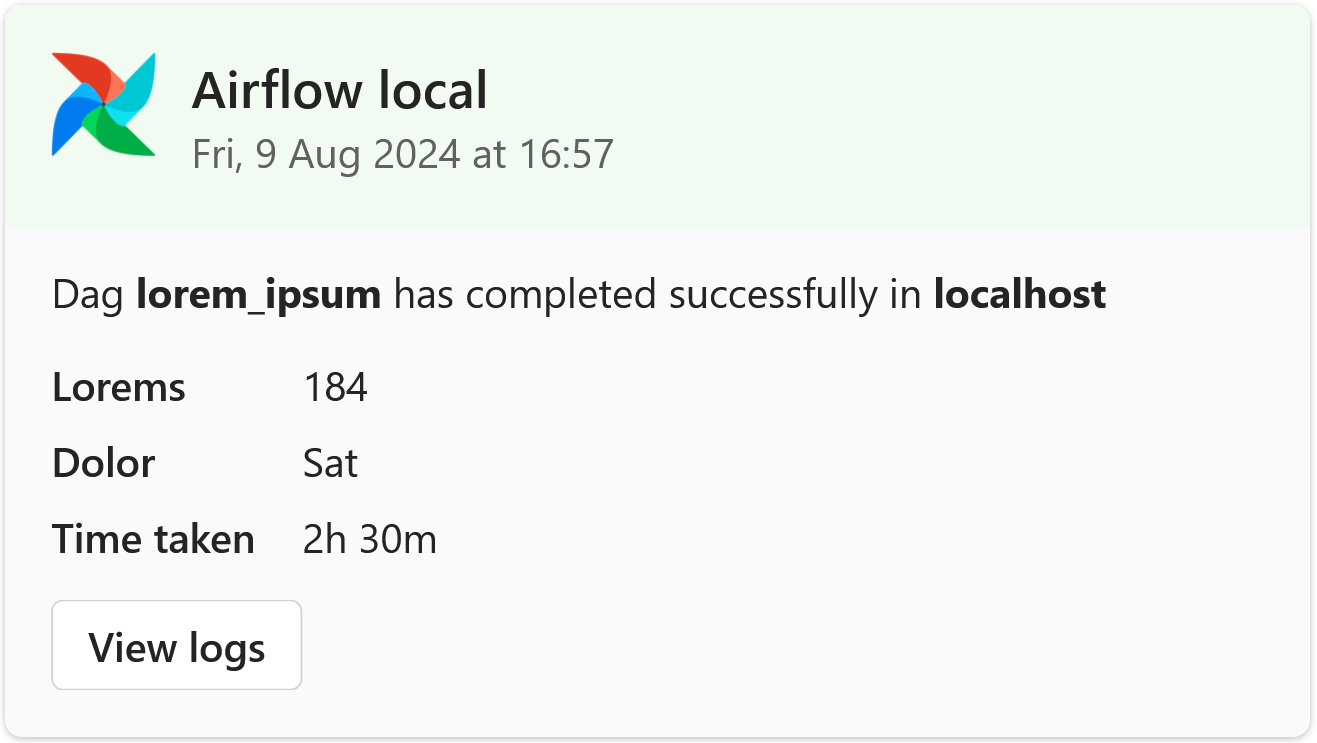 Airflow local
Fri, 9 Aug 2024 at 16:57
Dag lorem_ipsum has completed successfully in localhost
Lorems 184
Dolor Sat
Time taken 2h 30m
View logs